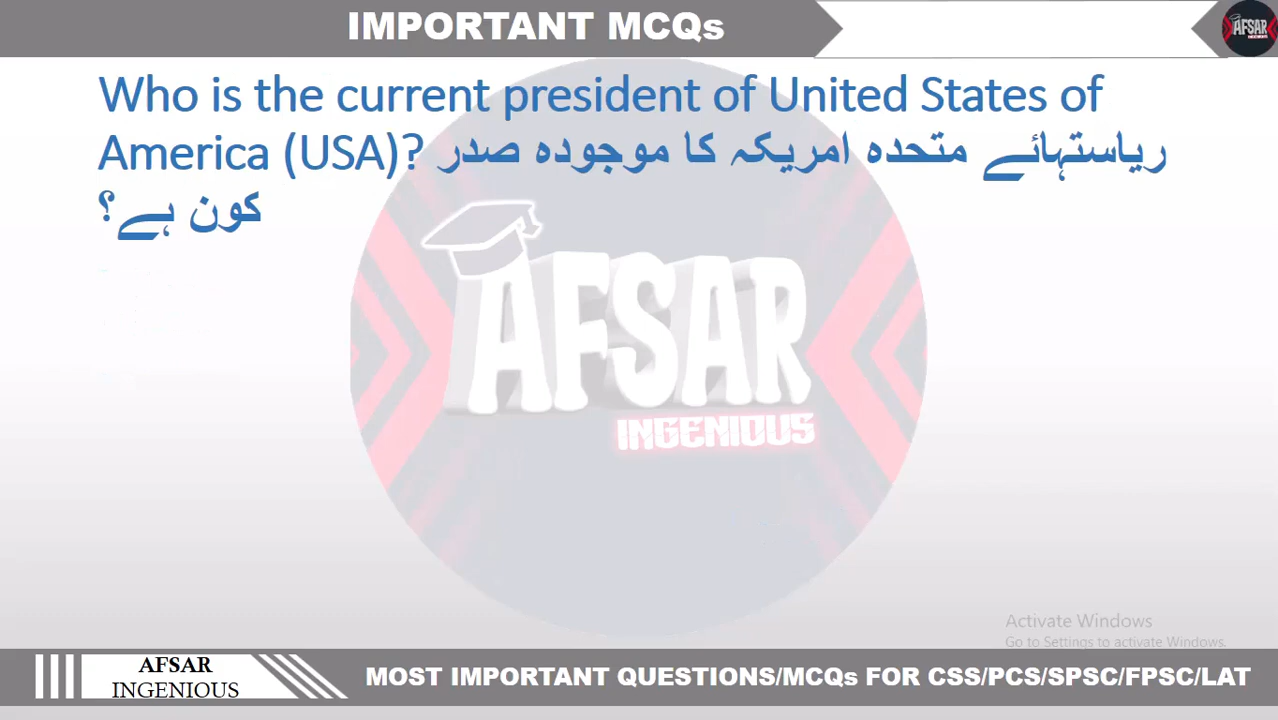 IMPORTANT MCQs
AFSAR
Who is the current president of United States of
America (USA)? ریاستہائے متحدہ امریکہ کا موجودہ صدر
کون ہے؟
AFSAR
INGENIOUS
Activate Windows
Go to Settings to activate Windows.
AFSAR
INGENIOUS
MOST IMPORTANT QUESTIONS/MCQs FOR CSS/PCS/SPSC/FPSC/LAT